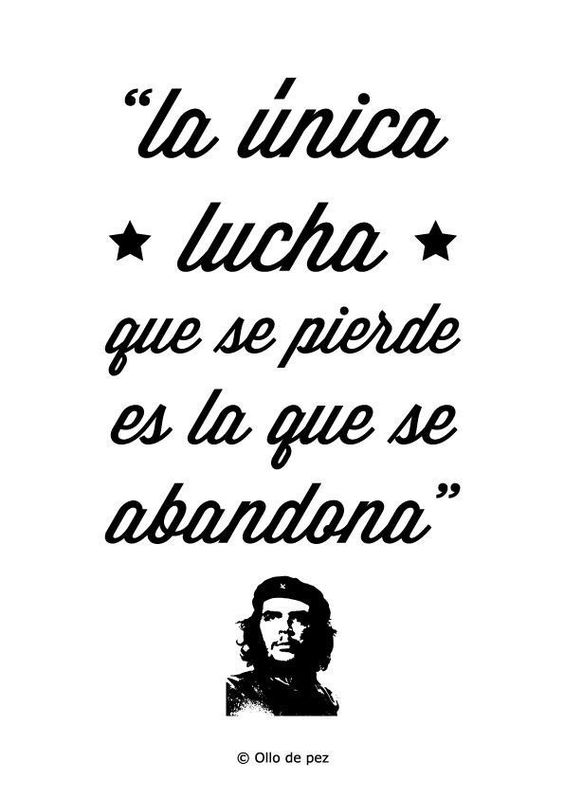 “la única
lucha
que se pierde
es la que se
abandona”
© Ollo de pez